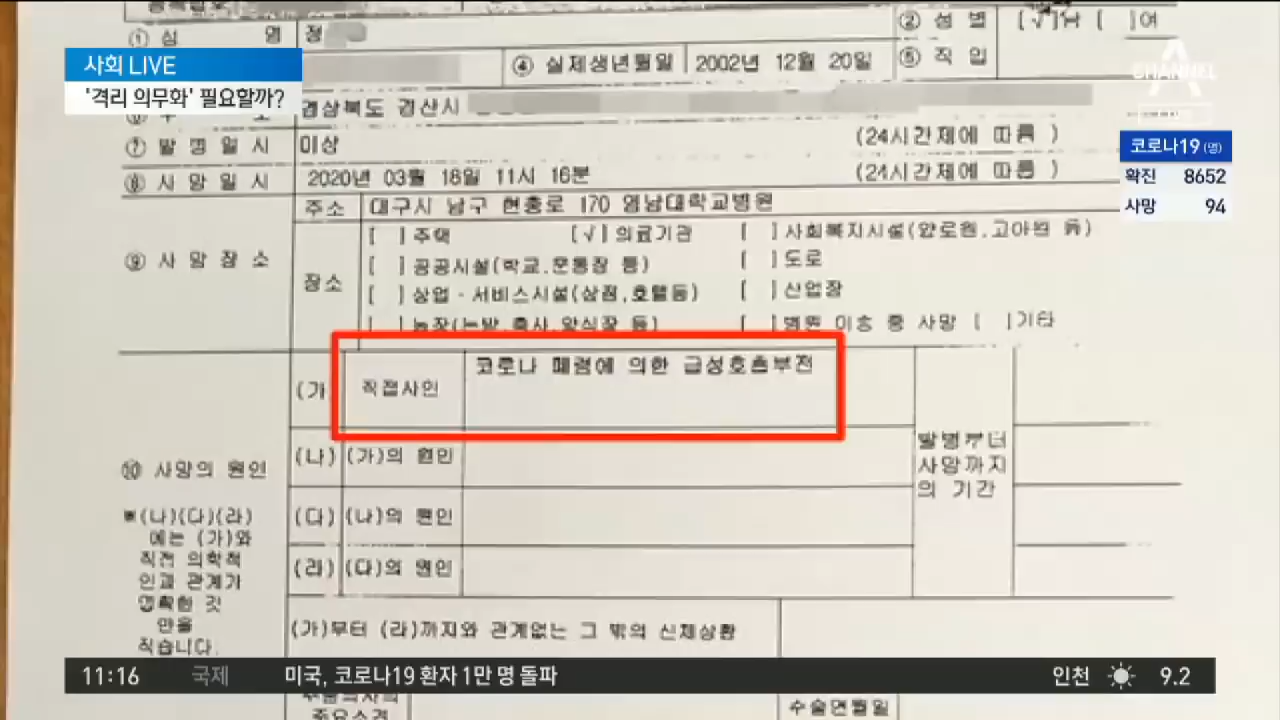 ① 성 명 정
② 성 별 [√]남 [ ]여
④ 실제생년월일 2002년 12월 20일 ⑤ 직 업
사회 LIVE
'격리 의무화' 필요할까?
CHANNEL A
소 경상북도 경산시
⑦ 발 병 일 시 미상 (24시간제에 따름 )
⑧ 사 망 일 시 2020년 03월 18일 11시 16분 (24시간제에 따름 )
코로나19 (명)
확진 8652
사망 94
⑨ 사 망 장 소
주소 대구시 남구 현충로 170 영남대학교병원
장소
[ ]주택 [√]의료기관 [ ]사회복지시설(양로원,고아원 등)
[ ]공공시설(학교,운동장 등) [ ]도로
[ ]상업·서비스시설(상점,호텔등) [ ]산업장
[ ]농장(논밭,축사,양식장 등) [ ]병원 이송 중 사망 [ ]기타
(가 직접사인 코로나 폐렴에 의한 급성호흡부전
⑩ 사망의 원인
(나) (가)의 원인
(다) (나)의 원인
(라) (다)의 원인
발병부터
사망까지
의 기간
(나)(다)(라)
에는 (가)와
직접 의학적
인과 관계가
명확한 것
만을
적습니다.
(가)부터 (라)까지와 관계없는 그 밖의 신체상황
주요소견
수술연월일
11:16 국제 미국, 코로나19 환자 1만 명 돌파 인천 9.2